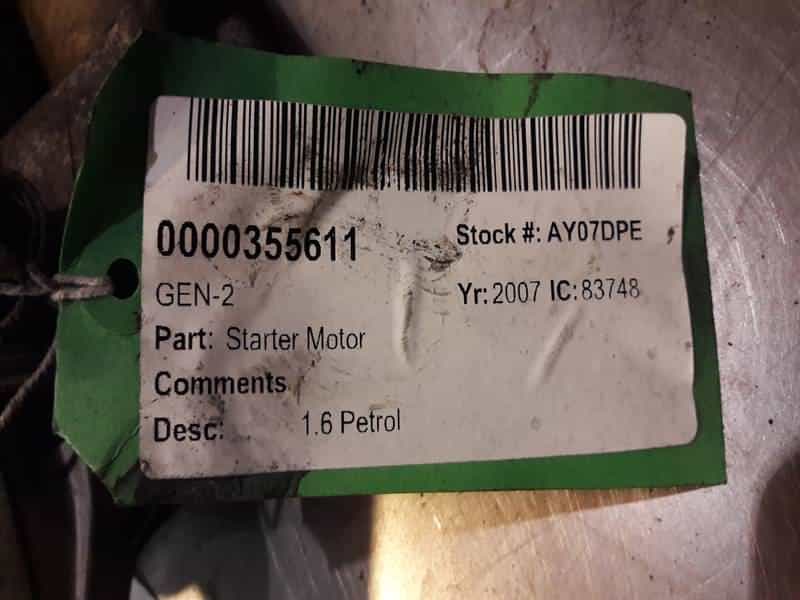 0000355611 Stock #: AY07DPE
GEN-2 Yr: 2007 IC: 83748
Part: Starter Motor
Comments
Desc: 1.6 Petrol